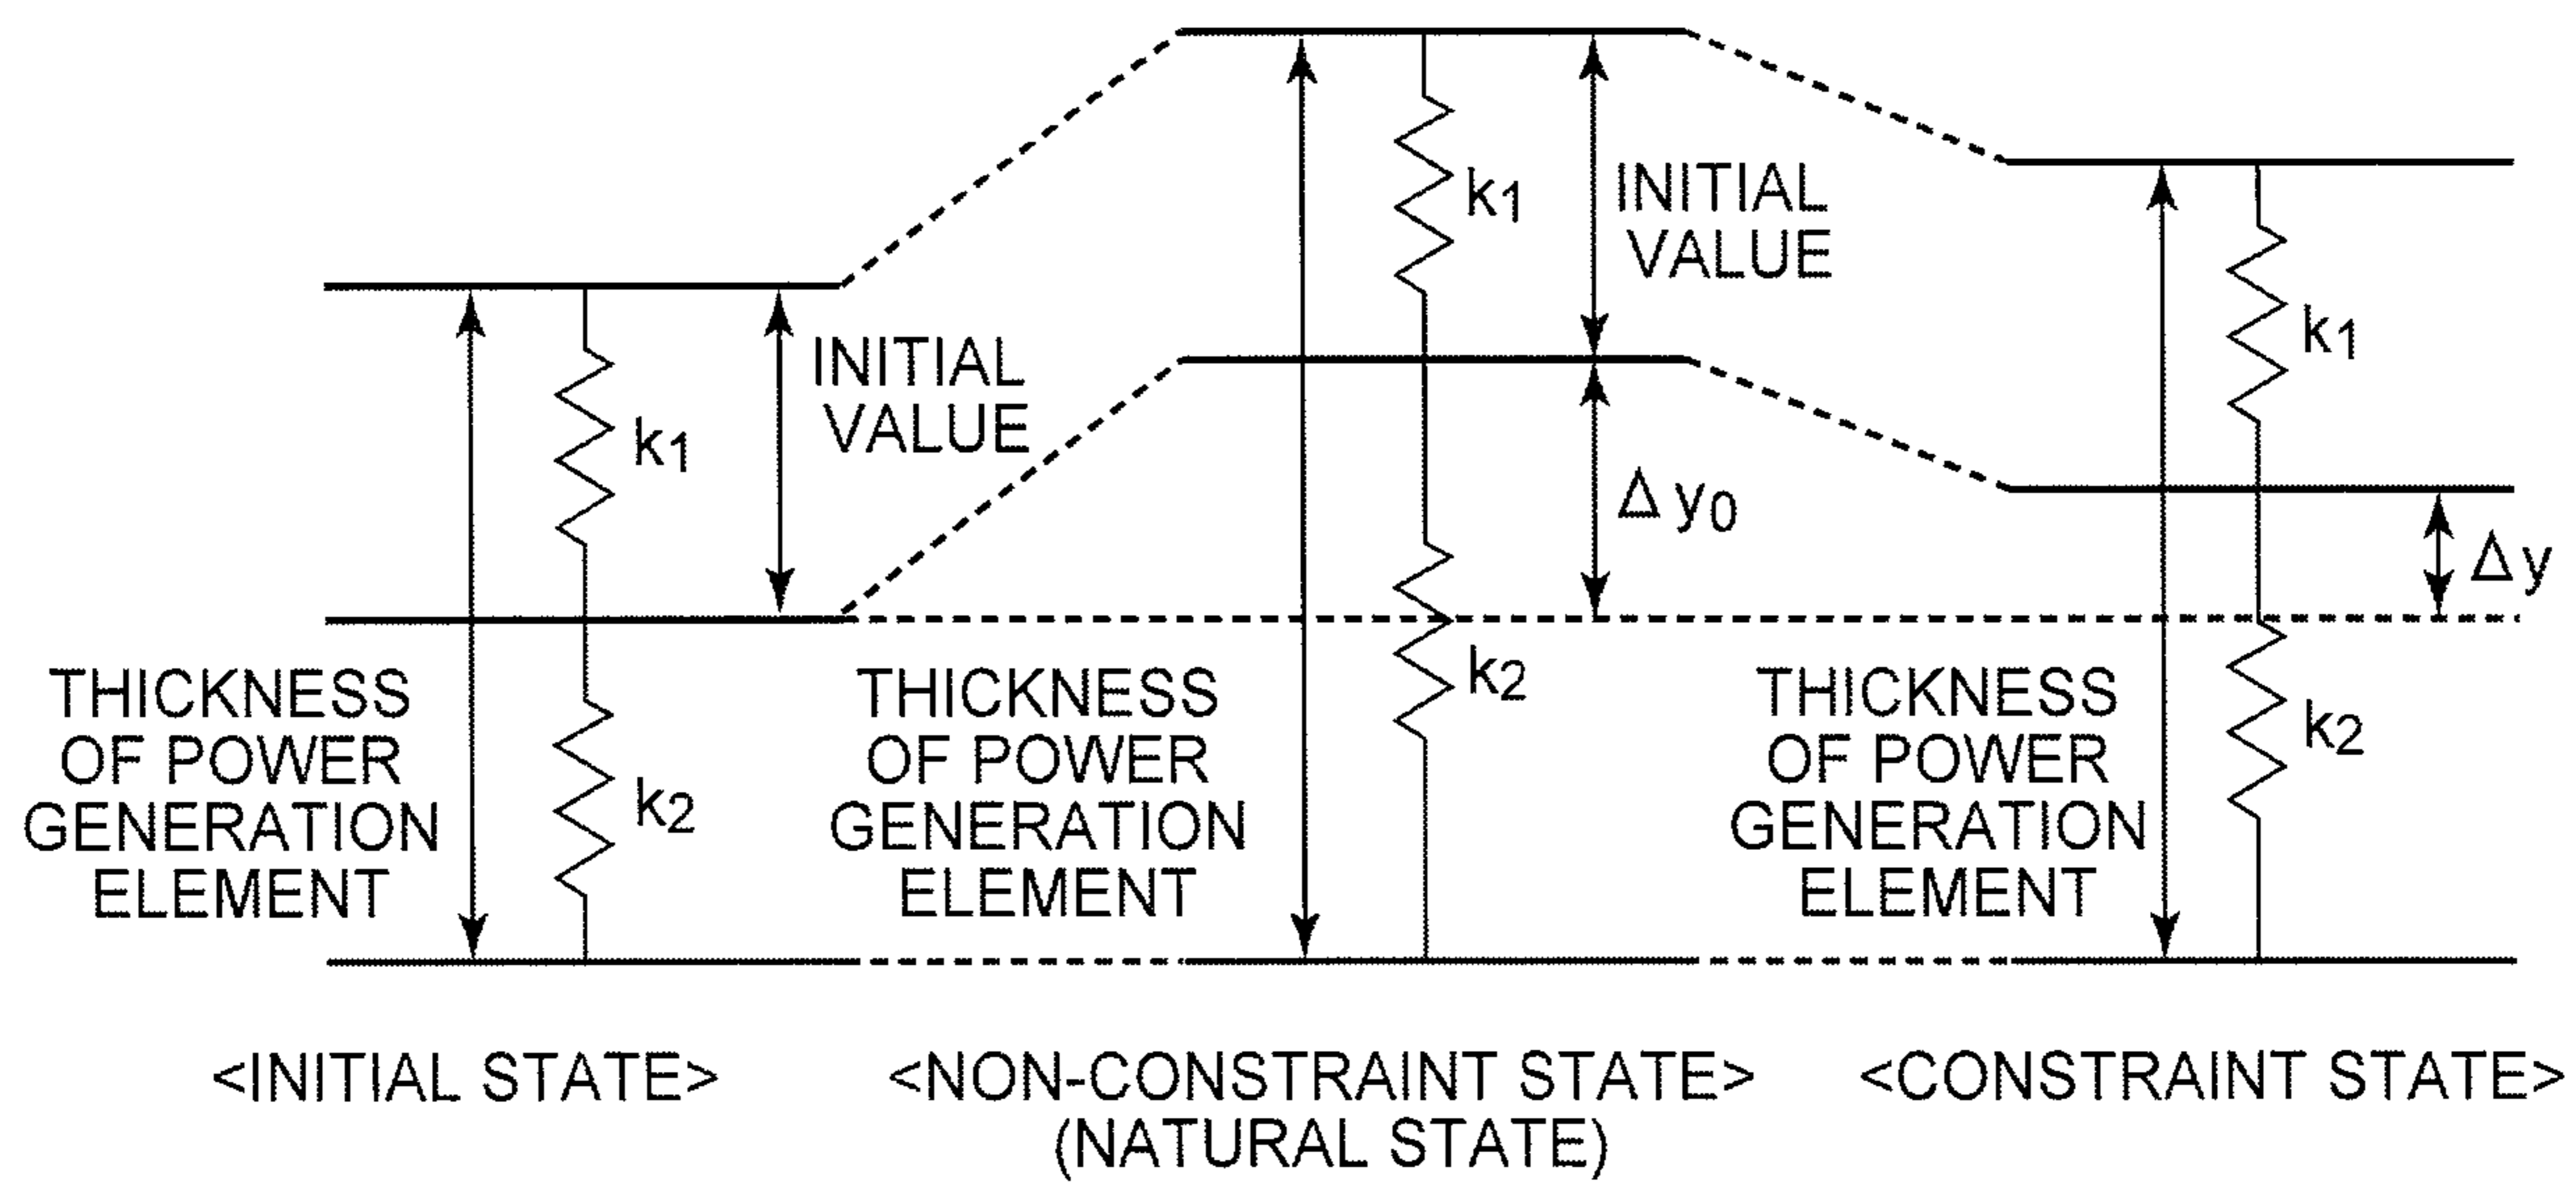 INITIAL
VALUE
k1
THICKNESS
OF POWER
GENERATION
ELEMENT
k2
<INITIAL STATE>
k1
INITIAL
VALUE
Δy0
THICKNESS
OF POWER
GENERATION
ELEMENT
k2
<NON-CONSTRAINT STATE>
(NATURAL STATE)
k1
Δy
THICKNESS
OF POWER
GENERATION
ELEMENT
k2
<CONSTRAINT STATE>